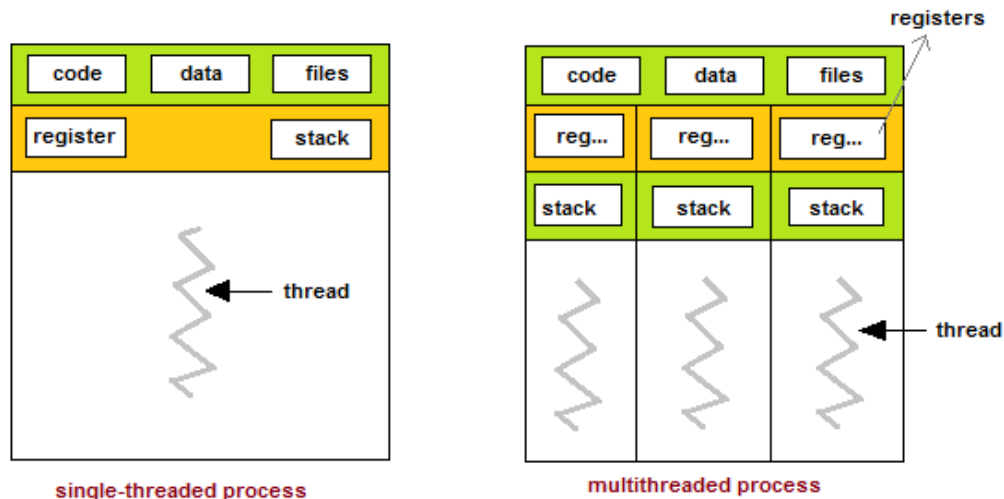 registers
code data files
register stack
thread
single-threaded process
code data files
reg... reg... reg...
stack stack stack
thread
multithreaded process